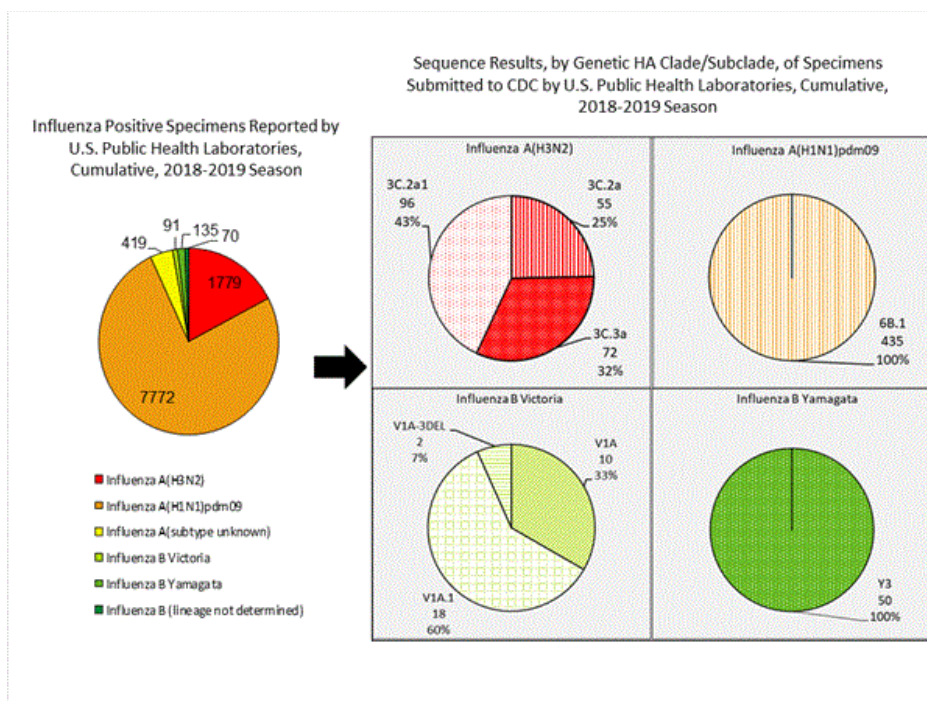 Sequence Results, by Genetic HA Clade/Subclade, of Specimens
Submitted to CDC by U.S. Public Health Laboratories, Cumulative,
2018-2019 Season
Influenza Positive Specimens Reported by
U.S. Public Health Laboratories,
Cumulative, 2018-2019 Season
419
91
135
70
1779
7772
Influenza A(H3N2)
Influenza A(H1N1)pdm09
Influenza A(subtype unknown)
Influenza B Victoria
Influenza B Yamagata
Influenza B (lineage not determined)
Influenza A(H3N2)
3C.2a1
96
43%
3C.2a
55
25%
3C.3a
72
32%
Influenza A(H1N1)pdm09
6B.1
435
100%
Influenza B Victoria
V1A-3DEL
2
7%
V1A
10
33%
V1A.1
18
60%
Influenza B Yamagata
Y3
50
100%